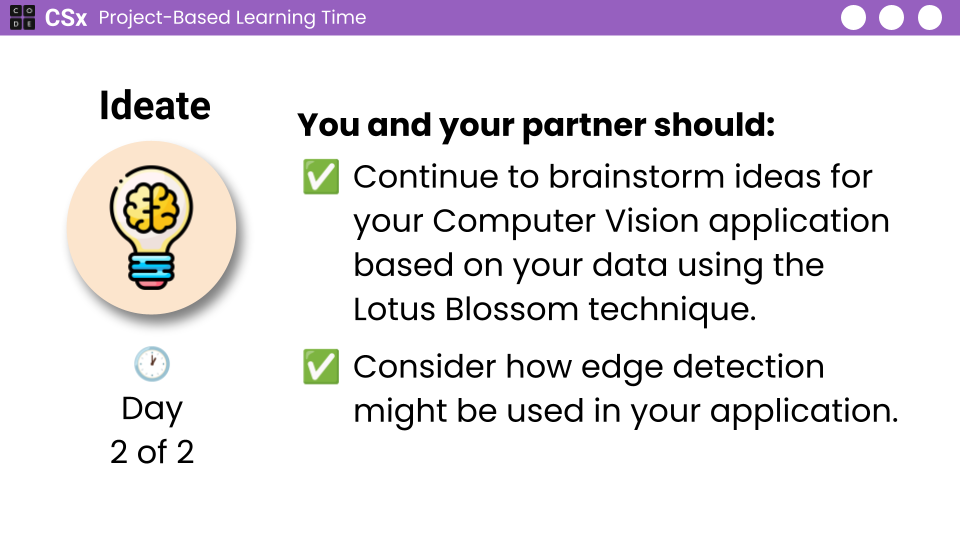 CODE CSx Project-Based Learning Time
Ideate
You and your partner should:
✅ Continue to brainstorm ideas for
your Computer Vision application
based on your data using the
Lotus Blossom technique.
✅ Consider how edge detection
might be used in your application.
Day
2 of 2